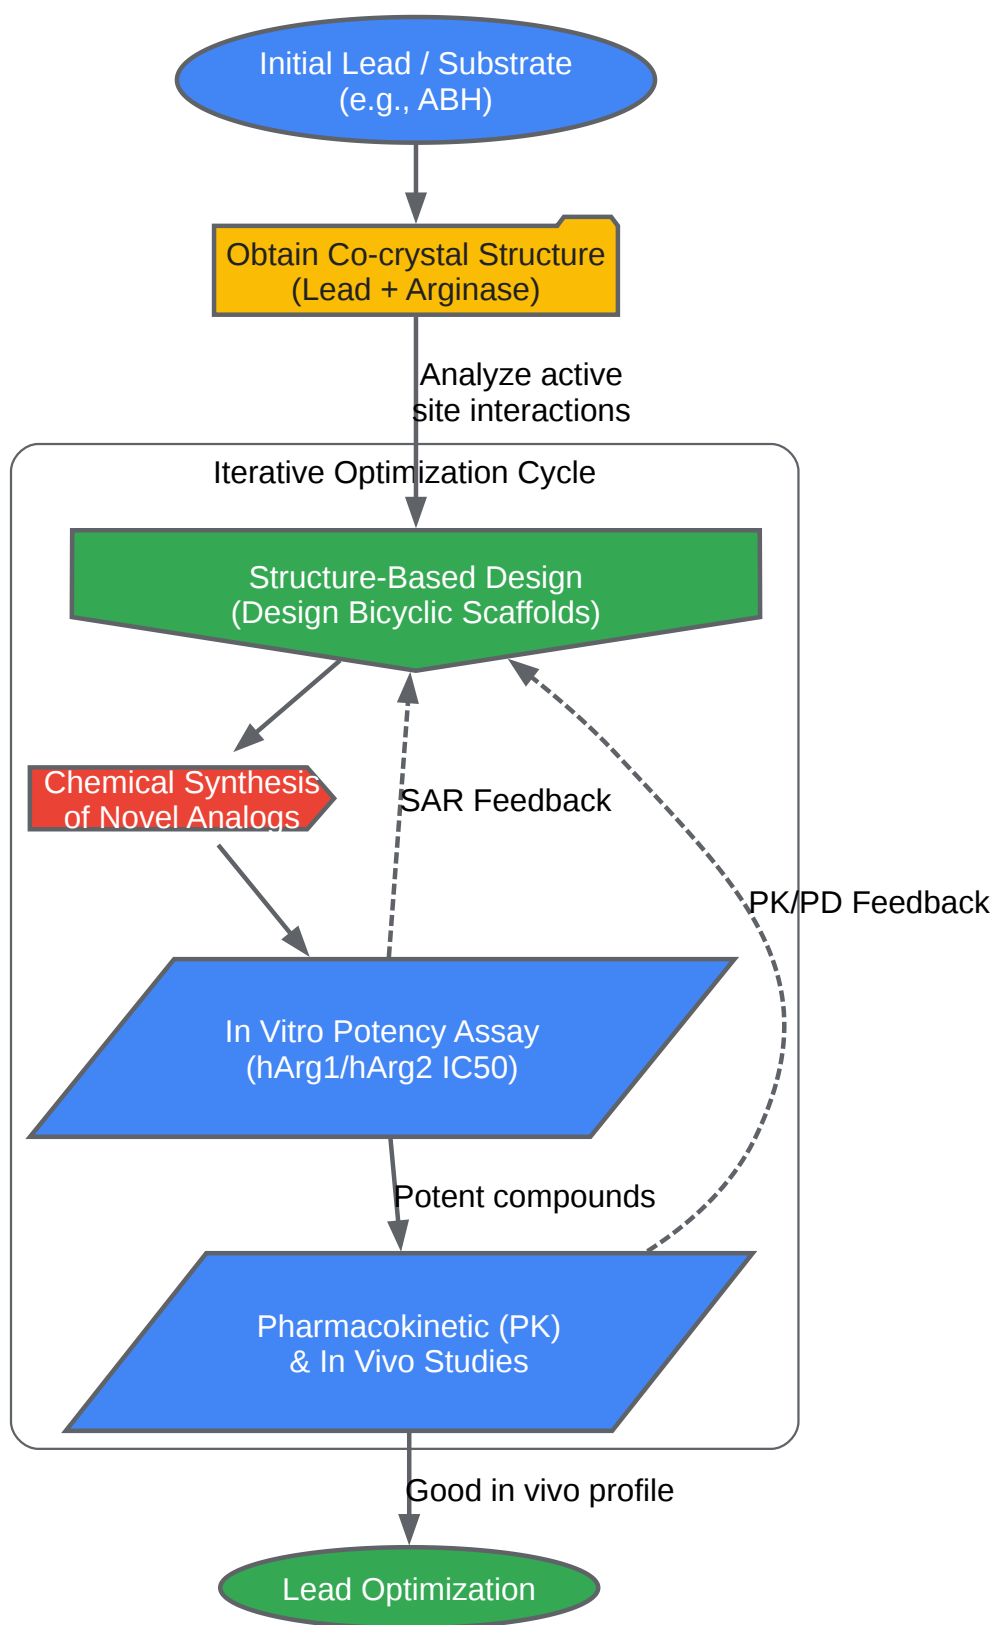 Initial Lead / Substrate
(e.g., ABH)
Obtain Co-crystal Structure
(Lead + Arginase)
Analyze active
site interactions
Iterative Optimization Cycle
Structure-Based Design
(Design Bicyclic Scaffolds)
Chemical Synthesis
of Novel Analogs
SAR Feedback
PK/PD Feedback
In Vitro Potency Assay
(hArg1/hArg2 IC50)
Potent compounds
Pharmacokinetic (PK)
& In Vivo Studies
Good in vivo profile
Lead Optimization